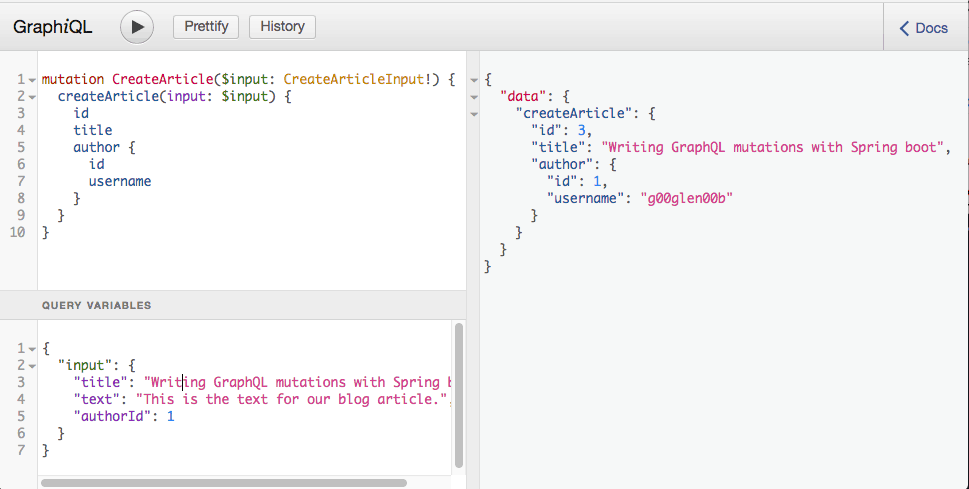 GraphiQL Prettify History Docs
1 mutation CreateArticle($input: CreateArticleInput!) {
2 createArticle(input: $input) {
3 id
4 title
5 author {
6 id
7 username
8 }
9 }
10 }
QUERY VARIABLES
1 {
2 "input": {
3 "title": "Writing GraphQL mutations with Spring b
4 "text": "This is the text for our blog article.",
5 "authorId": 1
6 }
7 }
{
"data": {
"createArticle": {
"id": 3,
"title": "Writing GraphQL mutations with Spring boot",
"author": {
"id": 1,
"username": "g00glen00b"
}
}
}
}